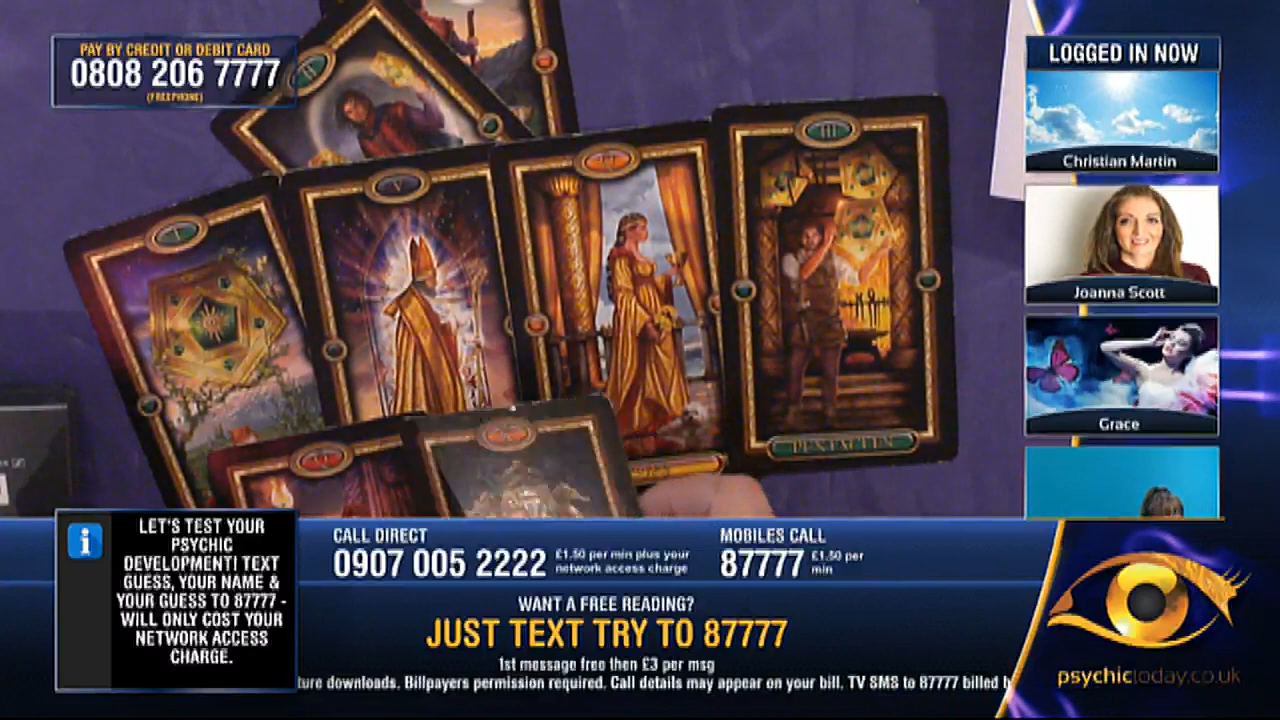 PAY BY CREDIT OR DEBIT CARD
0808 206 7777
(FREEPHONE)
LOGGED IN NOW
Christian Martin
Joanna Scott
Grace
II
I
V
III
PENTACLES
LET'S TEST YOUR
PSYCHIC
DEVELOPMENT! TEXT
GUESS, YOUR NAME &
YOUR GUESS TO 87777 -
WILL ONLY COST YOUR
NETWORK ACCESS
CHARGE.
CALL DIRECT
0907 005 2222
£1.50 per min plus your
network access charge
MOBILES CALL
87777
£1.50 per
min
WANT A FREE READING?
JUST TEXT TRY TO 87777
1st message free then £3 per msg
ture downloads. Billpayers permission required. Call details may appear on your bill. TV SMS to 87777 billed b
psychictoday.co.uk